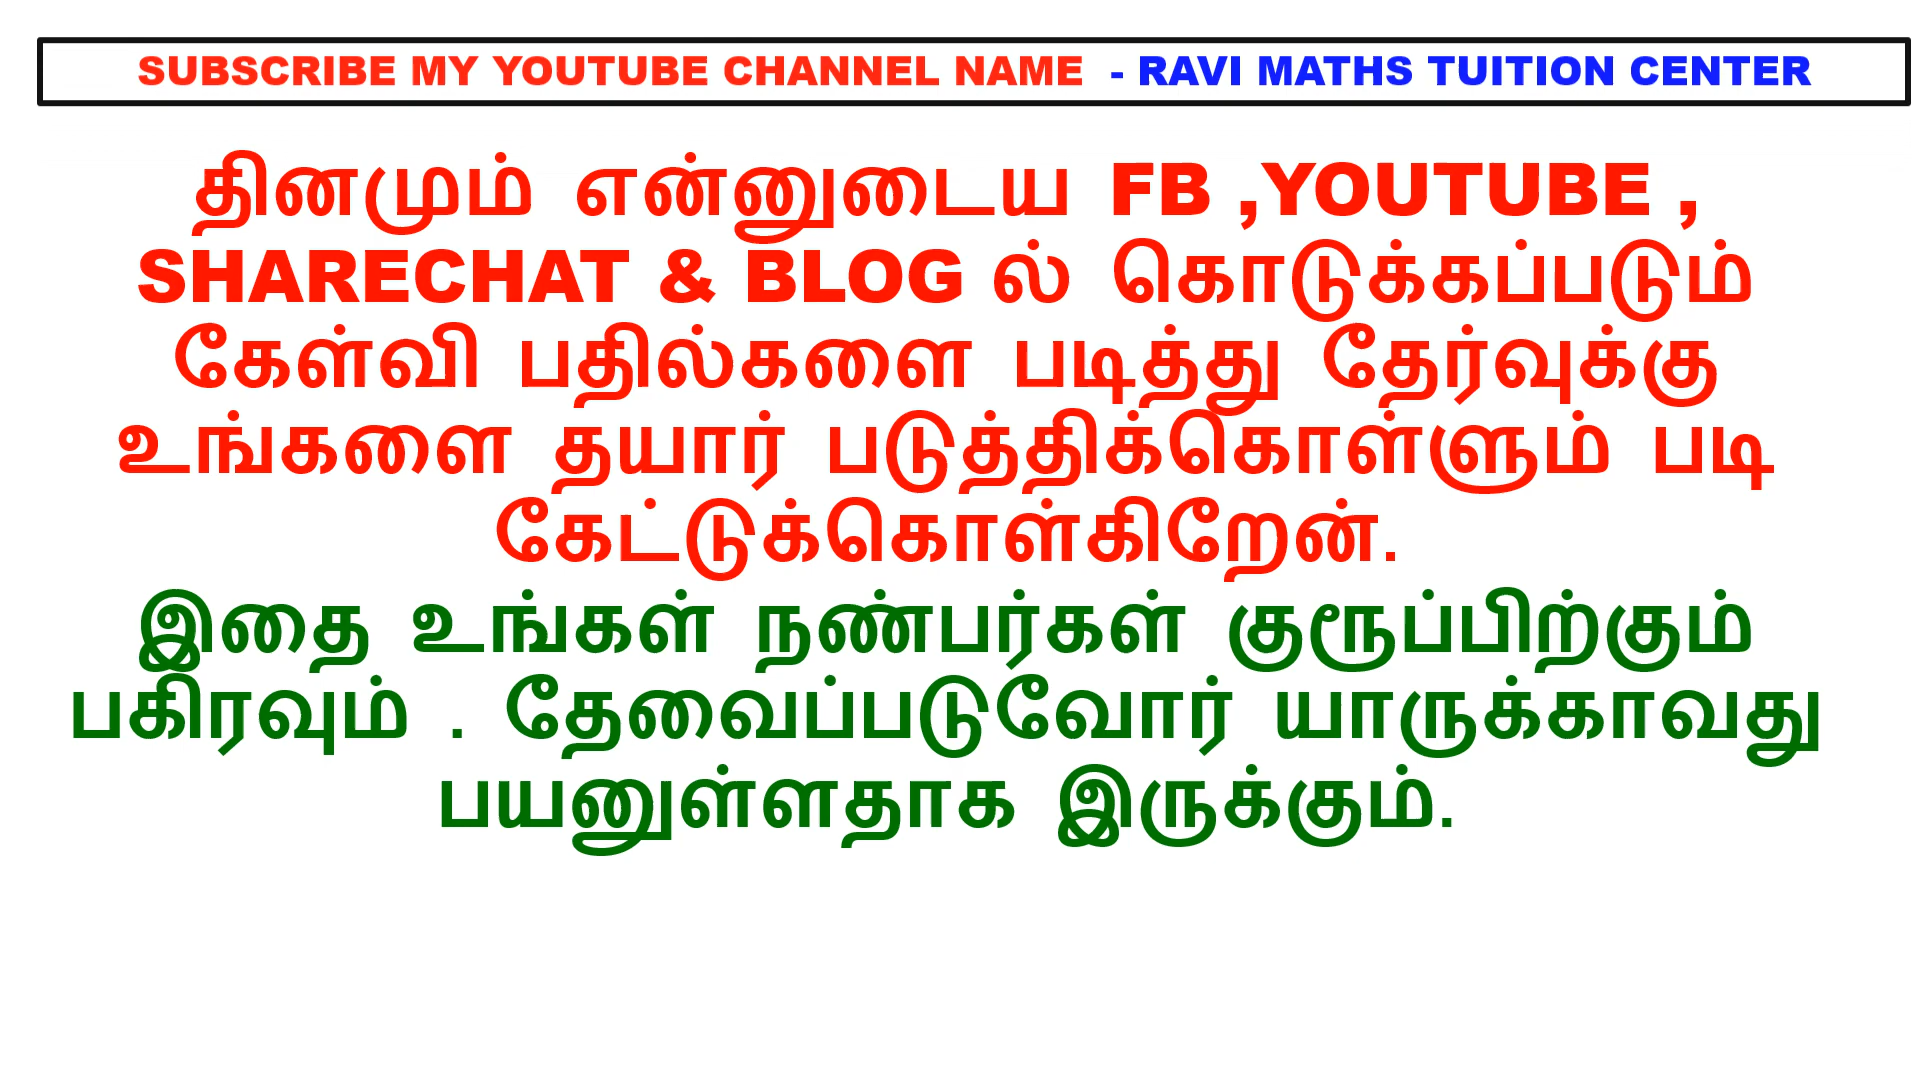 SUBSCRIBE MY YOUTUBE CHANNEL NAME - RAVI MATHS TUITION CENTER
தினமும் என்னுடைய FB ,YOUTUBE ,
SHARECHAT & BLOG ல் கொடுக்கப்படும்
கேள்வி பதில்களை படித்து தேர்வுக்கு
உங்களை தயார் படுத்திக்கொள்ளும் படி
கேட்டுக்கொள்கிறேன்.
இதை உங்கள் நண்பர்கள் குரூப்பிற்கும்
பகிரவும் . தேவைப்படுவோர் யாருக்காவது
பயனுள்ளதாக இருக்கும்.